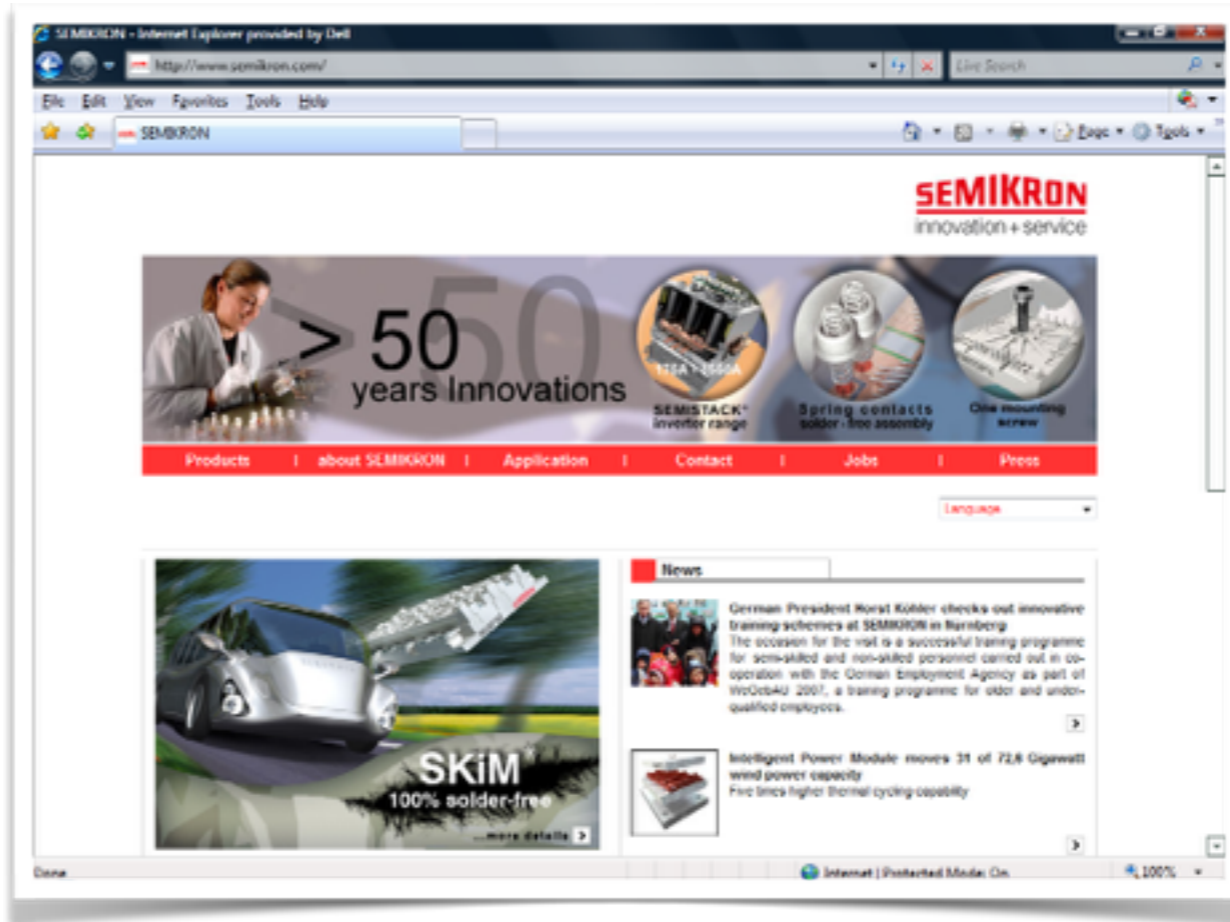 SEMIKRON - Internet Explorer provided by Dell
http://www.semikron.com/
Live Search
File Edit View Favorites Tools Help
SEMIKRON
Page Tools
SEMIKRON
innovation + service
50
> 50
years Innovations
SEMISTACK®
inverter range
Spring contacts
solder - free assembly
One mounting
screw
Products | about SEMIKRON | Application | Contact | Jobs | Press
Language
News
German President Horst Köhler checks out innovative
training schemes at SEMIKRON in Nürnberg
The occasion for the visit is a successful training programme
for semi-skilled and non-skilled personnel carried out in co-
operation with the German Employment Agency as part of
WeGebAU 2007, a training programme for older and under-
qualified employees.
Intelligent Power Module moves 31 of 72,6 Gigawatt
wind power capacity
Five times higher thermal cycling capability
SKiM®
100% solder-free
...more details
Done
Internet | Protected Mode: On
100%